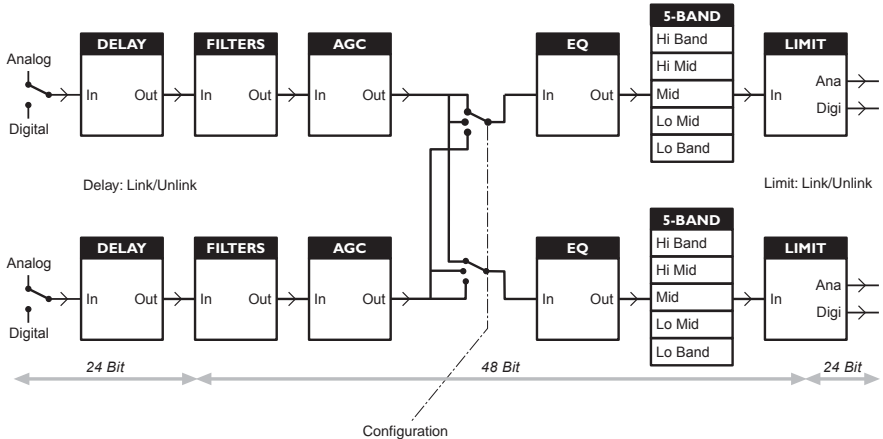 5-BAND
DELAY FILTERS AGC EQ Hi Band LIMIT
Analog Hi Mid Ana
In Out In Out In Out In Out Mid In Digi
Digital Lo Mid
Lo Band
Delay: Link/Unlink Limit: Link/Unlink
5-BAND
DELAY FILTERS AGC EQ Hi Band LIMIT
Analog Hi Mid Ana
In Out In Out In Out In Out Mid In Digi
Digital Lo Mid
Lo Band
24 Bit 48 Bit 24 Bit
Configuration